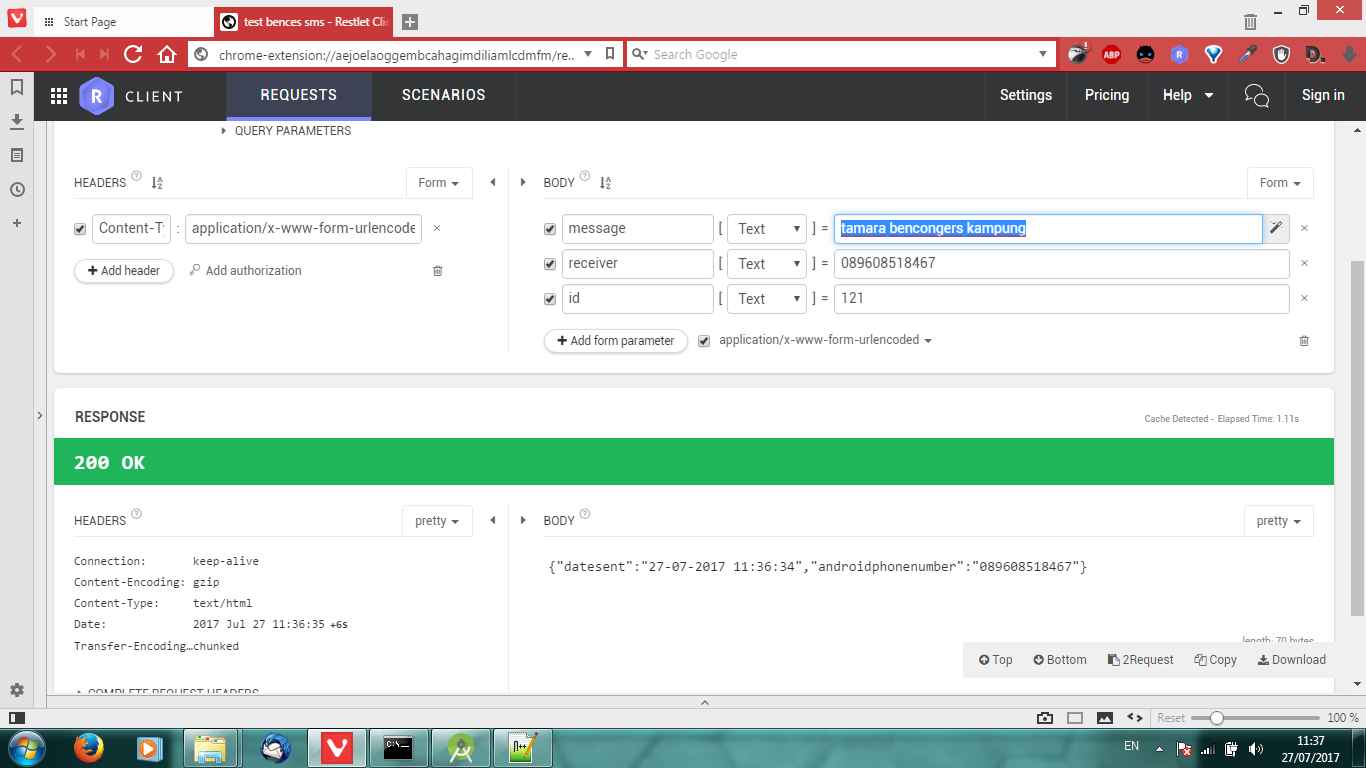 Start Page
test bences sms - Restlet Cli
chrome-extension://aejoelaoggembcahagimdiliamlcdmfm/re..
Search Google
ABP
R
D.
R CLIENT
REQUESTS
SCENARIOS
Settings
Pricing
Help
Sign in
QUERY PARAMETERS
HEADERS ?
Form
BODY ?
Form
Content-T : application/x-www-form-urlencode ×
message [ Text ] = tamara bencongers kampung ×
receiver [ Text ] = 089608518467 ×
id [ Text ] = 121 ×
+ Add header
Add authorization
+ Add form parameter
application/x-www-form-urlencoded
RESPONSE
Cache Detected - Elapsed Time: 1.11s
200 OK
HEADERS ?
pretty
BODY ?
pretty
Connection: keep-alive
Content-Encoding: gzip
Content-Type: text/html
Date: 2017 Jul 27 11:36:35 +6s
Transfer-Encoding…chunked
{"datesent":"27-07-2017 11:36:34","androidphonenumber":"089608518467"}
length: 70 bytes
Top
Bottom
2Request
Copy
Download
COMPLETE REQUEST HEADERS
Reset
100 %
EN
11:37
27/07/2017